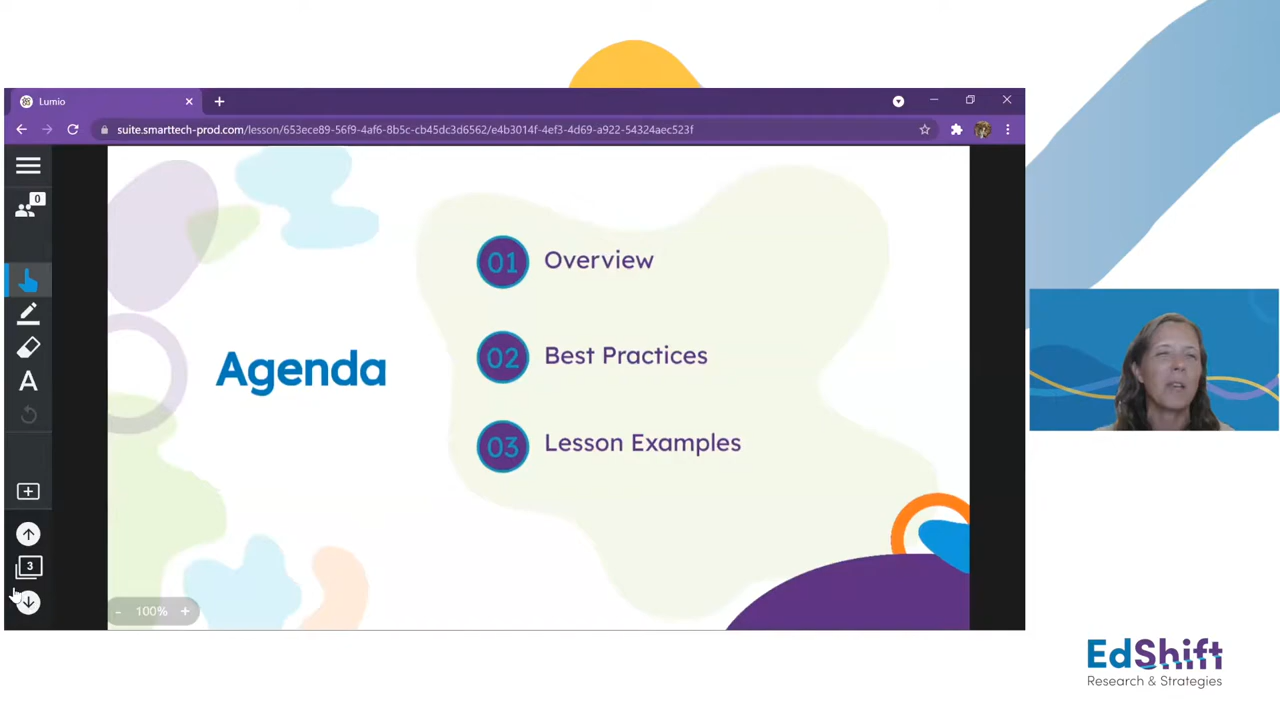 Lumio
suite.smarttech-prod.com/lesson/653ece89-56f9-4af6-8b5c-cb45dc3d6562/e4b3014f-4ef3-4d69-a922-54324aec523f
0
Agenda
01 Overview
02 Best Practices
03 Lesson Examples
A
3
- 100% +
EdShift
Research & Strategies